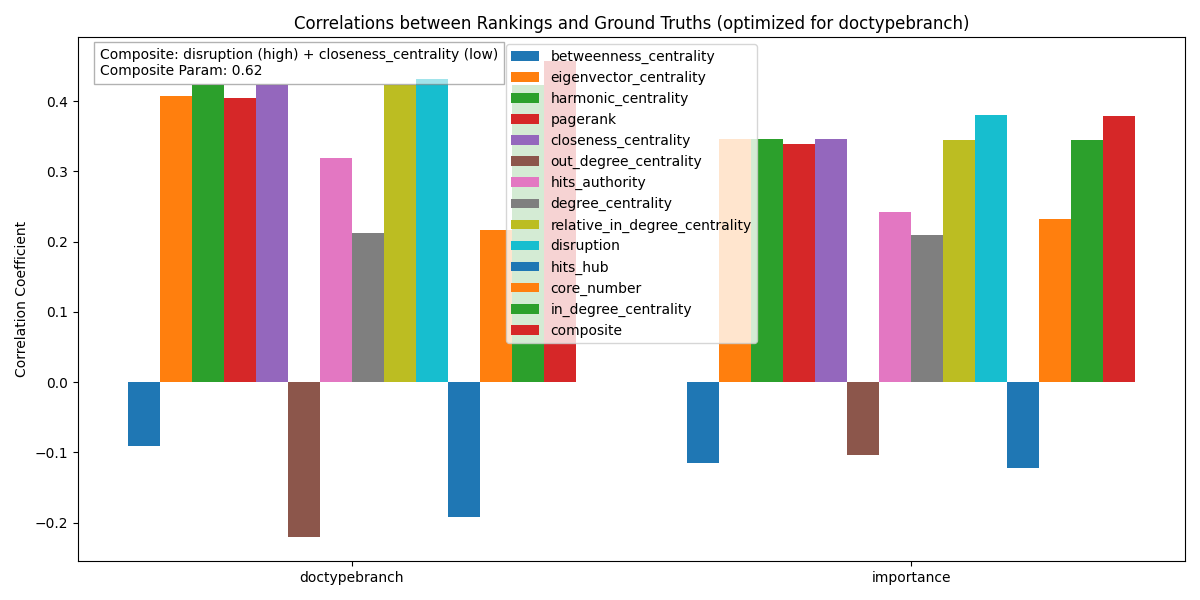 Correlations between Rankings and Ground Truths (optimized for doctypebranch)
Composite: disruption (high) + closeness_centrality (low)
Composite Param: 0.62
betweenness_centrality
eigenvector_centrality
harmonic_centrality
pagerank
closeness_centrality
out_degree_centrality
hits_authority
degree_centrality
relative_in_degree_centrality
disruption
hits_hub
core_number
in_degree_centrality
composite
Correlation Coefficient
0.4
0.3
0.2
0.1
0.0
−0.1
−0.2
doctypebranch
importance